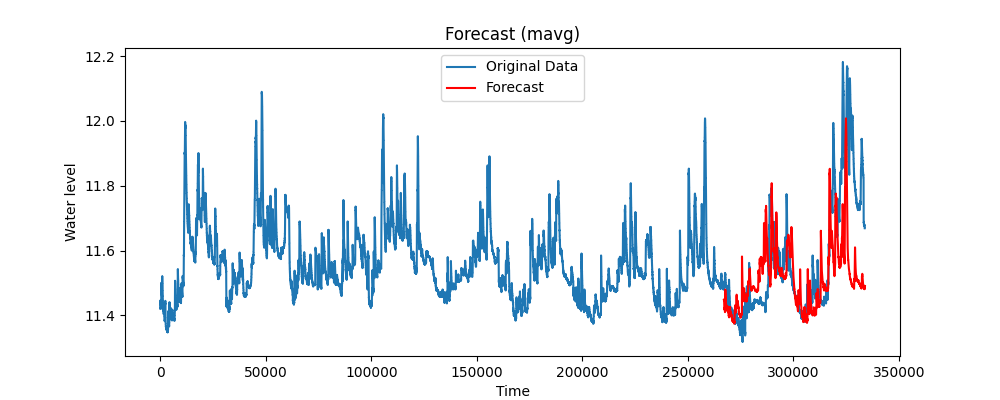 Forecast (mavg)
Original Data
Forecast
Water level
12.2
12.0
11.8
11.6
11.4
0
50000
100000
150000
200000
250000
300000
350000
Time